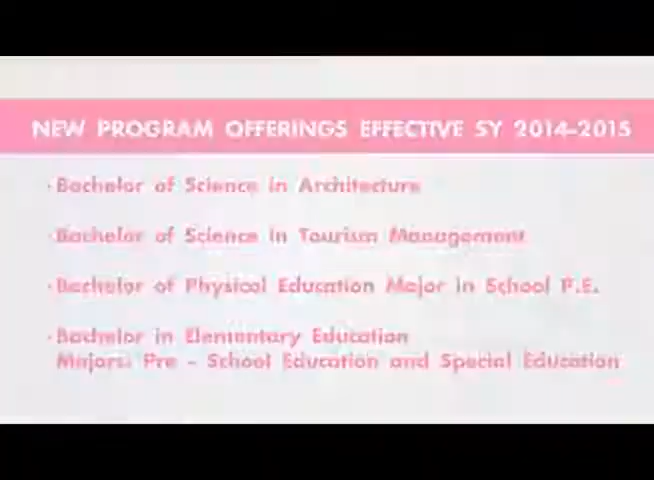 NEW PROGRAM OFFERINGS EFFECTIVE SY 2014-2015
· Bachelor of Science in Architecture
· Bachelor of Science in Tourism Management
· Bachelor of Physical Education Major in School P.E.
· Bachelor in Elementary Education
Majors: Pre - School Education and Special Education